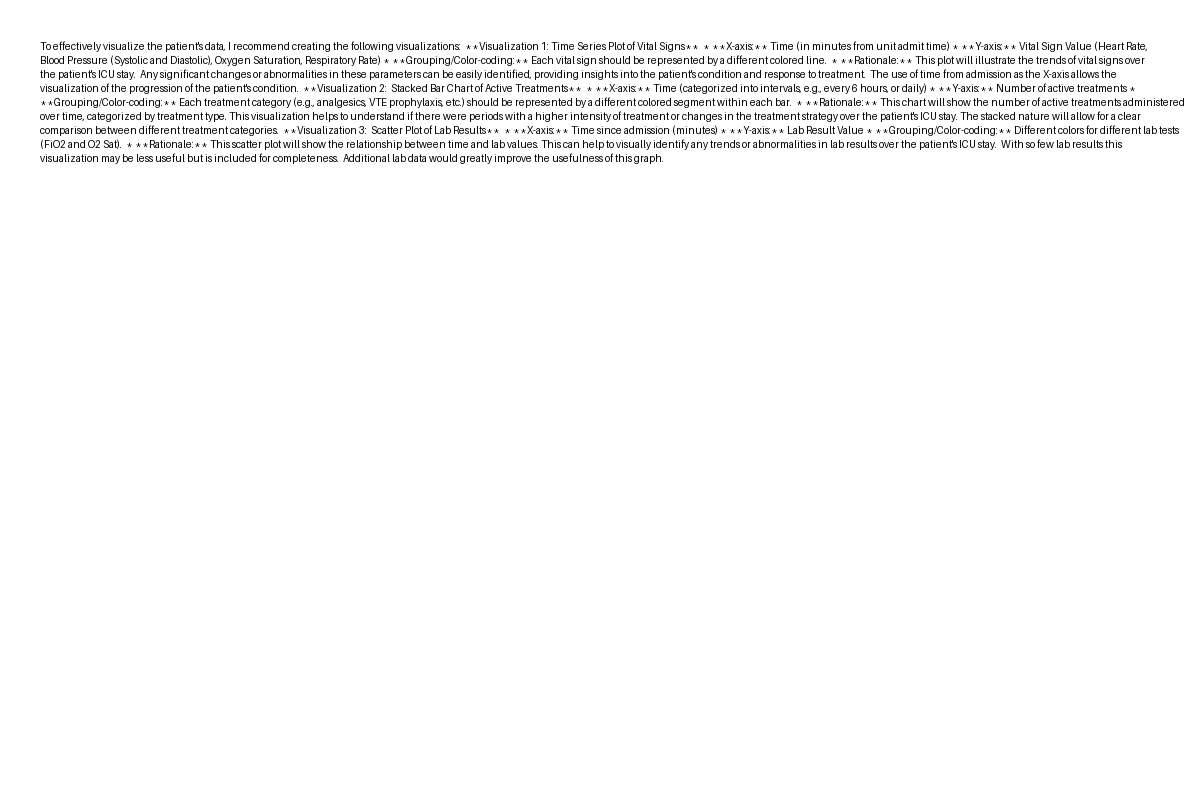 To effectively visualize the patient's data, I recommend creating the following visualizations:  **Visualization 1: Time Series Plot of Vital Signs**  * **X-axis:** Time (in minutes from unit admit time) * **Y-axis:** Vital Sign Value (Heart Rate,
Blood Pressure (Systolic and Diastolic), Oxygen Saturation, Respiratory Rate) * **Grouping/Color-coding:** Each vital sign should be represented by a different colored line.  * **Rationale:** This plot will illustrate the trends of vital signs over
the patient's ICU stay.  Any significant changes or abnormalities in these parameters can be easily identified, providing insights into the patient's condition and response to treatment.  The use of time from admission as the X-axis allows the
visualization of the progression of the patient's condition.  **Visualization 2:  Stacked Bar Chart of Active Treatments**  * **X-axis:** Time (categorized into intervals, e.g., every 6 hours, or daily) * **Y-axis:** Number of active treatments *
**Grouping/Color-coding:** Each treatment category (e.g., analgesics, VTE prophylaxis, etc.) should be represented by a different colored segment within each bar.  * **Rationale:** This chart will show the number of active treatments administered
over time, categorized by treatment type. This visualization helps to understand if there were periods with a higher intensity of treatment or changes in the treatment strategy over the patient's ICU stay.  The stacked nature will allow for a clear
comparison between different treatment categories.  **Visualization 3:  Scatter Plot of Lab Results**  * **X-axis:** Time since admission (minutes) * **Y-axis:** Lab Result Value * **Grouping/Color-coding:** Different colors for different lab tests
(FiO2 and O2 Sat).  * **Rationale:** This scatter plot will show the relationship between time and lab values. This can help to visually identify any trends or abnormalities in lab results over the patient's ICU stay.  With so few lab results this
visualization may be less useful but is included for completeness.  Additional lab data would greatly improve the usefulness of this graph.